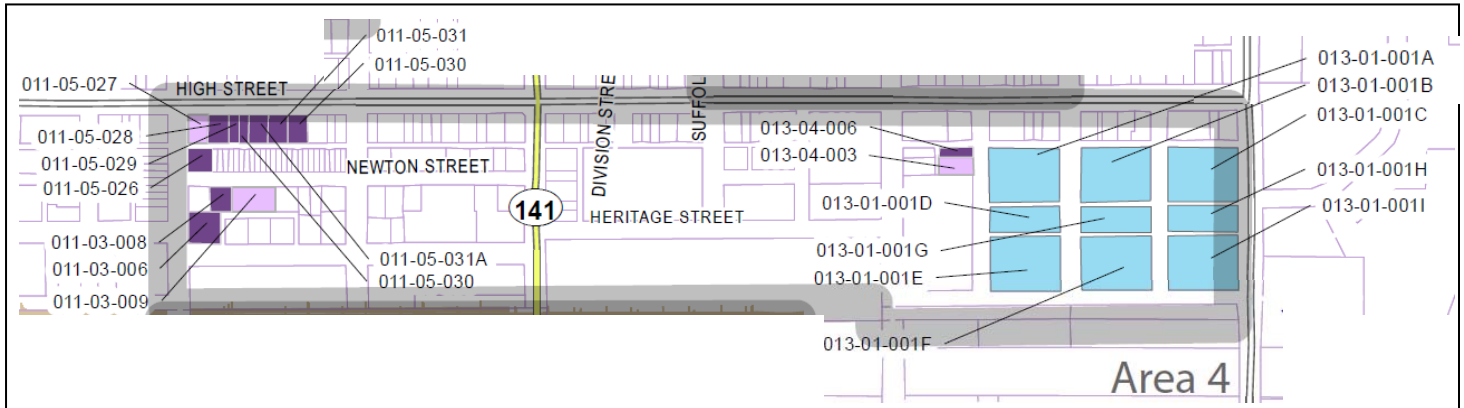 011-05-031
011-05-030
011-05-027
HIGH STREET
011-05-028
011-05-029
011-05-026
NEWTON STREET
DIVISION STRE
SUFFOL
141
HERITAGE STREET
011-03-008
011-03-006
011-03-009
011-05-031A
011-05-030
013-04-006
013-04-003
013-01-001A
013-01-001B
013-01-001C
013-01-001H
013-01-001I
013-01-001D
013-01-001G
013-01-001E
013-01-001F
Area 4